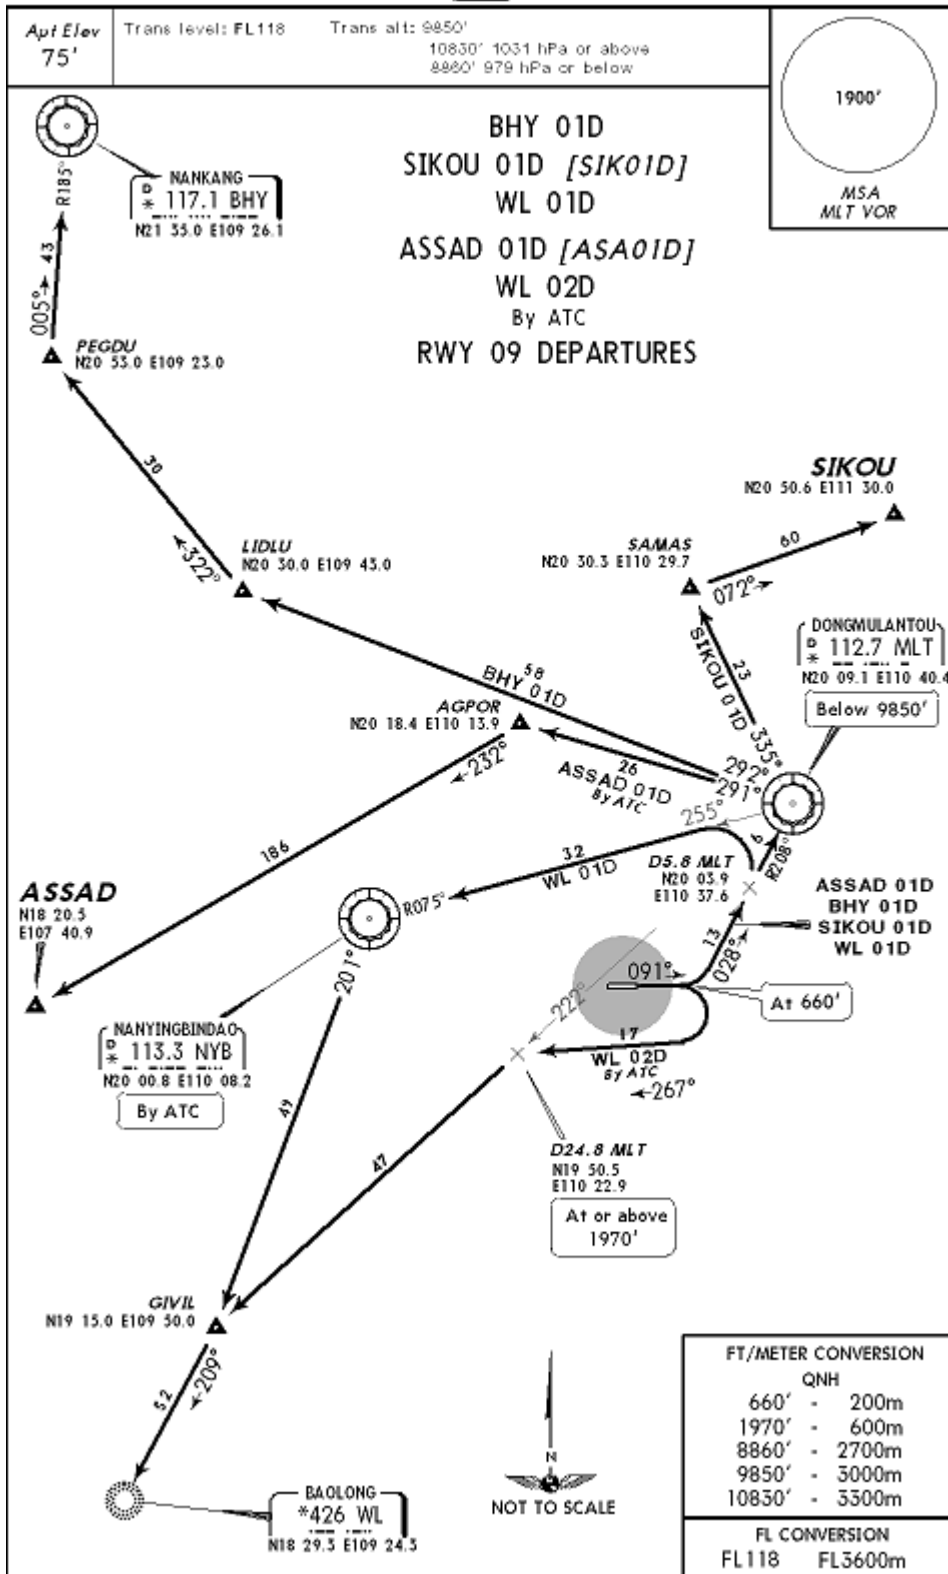 Apt Elev
75'
Trans level: FL118
Trans alt: 9850'
10830' 1031 hPa or above
8860' 979 hPa or below
1900'
MSA
MLT VOR
BHY 01D
SIKOU 01D [SIK01D]
WL 01D
ASSAD 01D [ASA01D]
WL 02D
By ATC
RWY 09 DEPARTURES
NANKANG
D
* 117.1 BHY
N21 35.0 E109 26.1
R185°
43
005°
PEGDU
N20 53.0 E109 23.0
30
322°
LIDLU
N20 30.0 E109 43.0
SIKOU
N20 50.6 E111 30.0
60
072°
SAMAS
N20 30.3 E110 29.7
23
SIKOU 01D
335°
DONGMULANTOU
D
* 112.7 MLT
N20 09.1 E110 40.4
Below 9850'
58
BHY 01D
292°
AGPOR
N20 18.4 E110 13.9
26
ASSAD 01D
By ATC
291°
232°
186
255°
32
WL 01D
R075°
D5.8 MLT
N20 03.9
E110 37.6
6
R208°
ASSAD 01D
BHY 01D
SIKOU 01D
WL 01D
13
028°
091°
At 660'
ASSAD
N18 20.5
E107 40.9
201°
NANYINGBINDAO
D
* 113.3 NYB
N20 00.8 E110 08.2
By ATC
222°
17
WL 02D
By ATC
267°
49
47
D24.8 MLT
N19 50.5
E110 22.9
At or above
1970'
GIVIL
N19 15.0 E109 50.0
209°
52
BAOLONG
*426 WL
N18 29.3 E109 24.3
N
NOT TO SCALE
FT/METER CONVERSION
QNH
660' - 200m
1970' - 600m
8860' - 2700m
9850' - 3000m
10830' - 3300m
FL CONVERSION
FL118 FL3600m